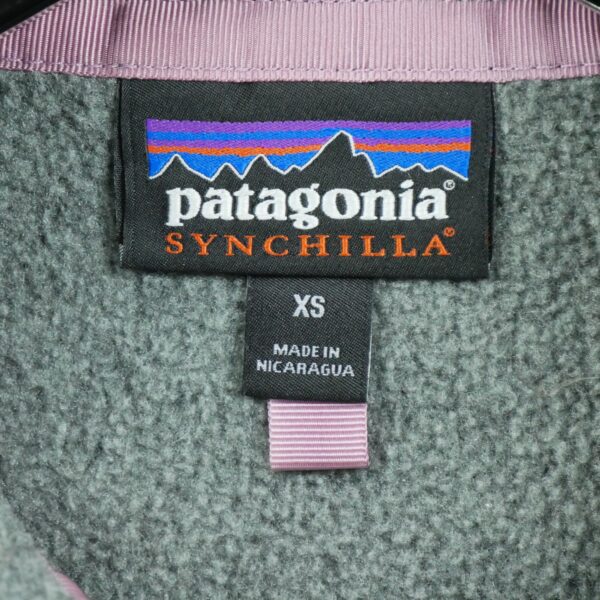 patagonia®
SYNCHILLA®
XS
MADE IN
NICARAGUA